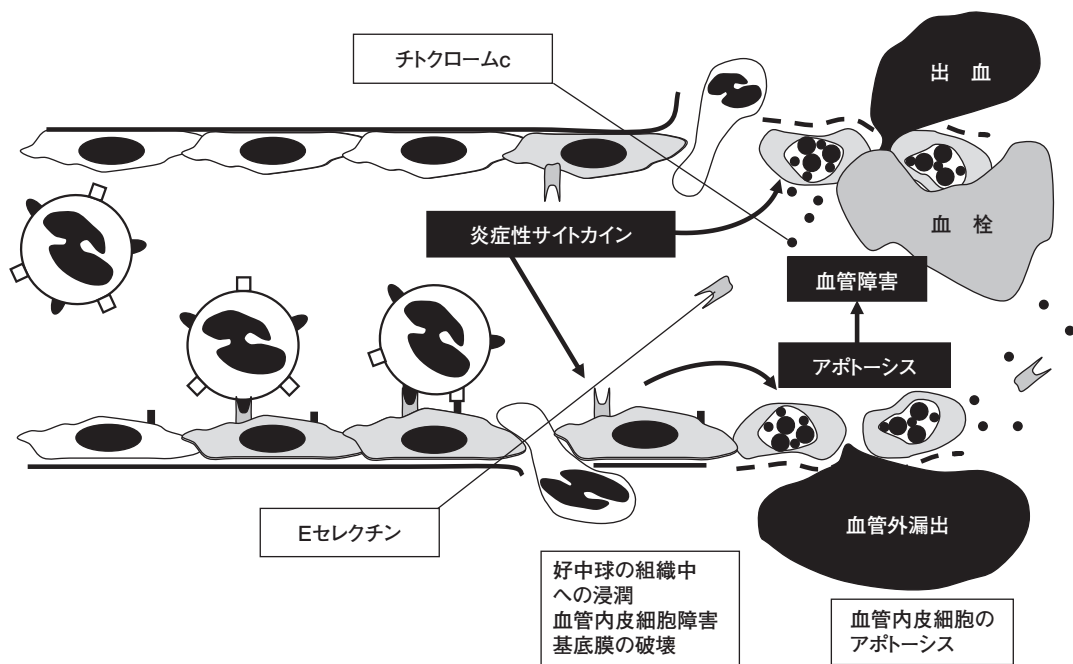 チトクロームc
出　血
血　栓
炎症性サイトカイン
血管障害
アポトーシス
Eセレクチン
血管外漏出
好中球の組織中
への浸潤
血管内皮細胞障害
基底膜の破壊
血管内皮細胞の
アポトーシス